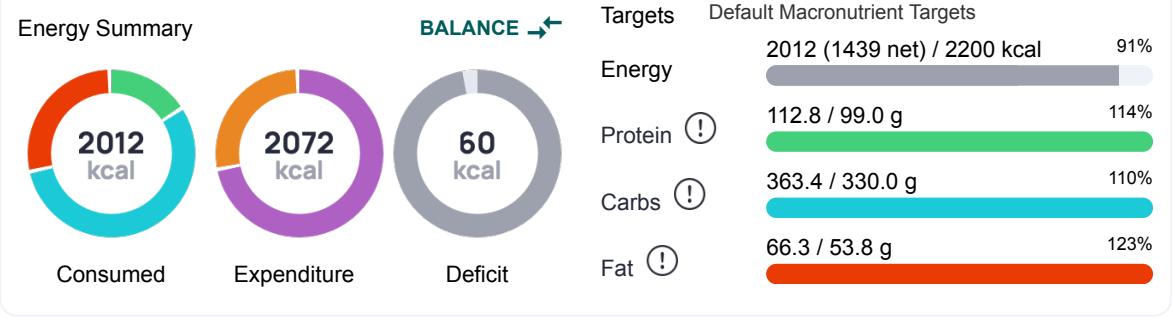 Energy Summary
BALANCE
2012
kcal
Consumed
2072
kcal
Expenditure
60
kcal
Deficit
Targets Default Macronutrient Targets
Energy
2012 (1439 net) / 2200 kcal 91%
Protein
112.8 / 99.0 g 114%
Carbs
363.4 / 330.0 g 110%
Fat
66.3 / 53.8 g 123%